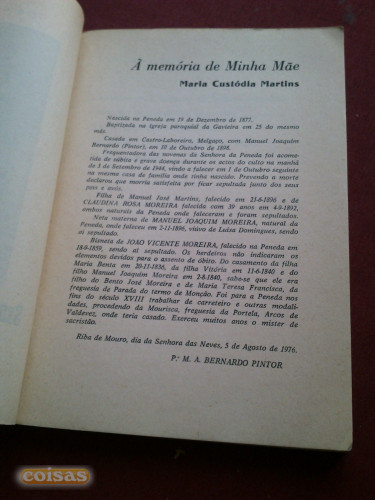 À memória de Minha Mãe
Maria Custódia Martins
Nascida na Peneda em 19 de Dezembro de 1877.
Baptizada na igreja paroquial da Gavieira em 25 do mesmo
mês.
Casada em Castro-Laboreiro, Melgaço, com Manuel Joaquim
Bernardo (Pintor), em 10 de Outubro de 1898.
Frequentadora das novenas da Senhora da Peneda foi acome-
tida de súbita e grave doença durante os actos do culto na manhã
de 3 de Setembro de 1944, vindo a falecer em 1 de Outubro seguinte
na mesma casa de família onde tinha nascido. Prevendo a morte
declarou que morria satisfeita por ficar sepultada junto dos seus
pais e avós.
Filha de Manuel José Martins, falecido em 21-6-1896 e de
CLAUDINA ROSA MOREIRA falecida com 39 anos em 4-9-1892,
ambos naturais da Peneda onde faleceram e foram sepultados.
Neta materna de MANUEL JOAQUIM MOREIRA, natural da
Peneda, onde faleceu em 2-11-1896, viúvo de Luísa Domingues, sendo
ali sepultado.
Bisneta de JOÃO VICENTE MOREIRA, falecido na Peneda em
18-9-1859, sendo ali sepultado. Os herdeiros não indicaram os
elementos devidos para o assento de óbito. Do casamento da filha
Maria Benta em 20-11-1836, da filha Vitória em 11-6-1840 e do
filho Manuel Joaquim Moreira em 2-8-1840, sabe-se que ele era
filho do Bento José Moreira e de Maria Teresa Francisca, da
freguesia de Parada do termo de Monção. Foi para a Peneda nos
fins do século XVIII trabalhar de carreteiro e outras modali-
dades, procedendo da Mourisca, freguesia da Portela, Arcos de
Valdevez, onde teria casado. Exerceu muitos anos o mister de
sacristão.
Riba de Mouro, dia da Senhora das Neves, 5 de Agosto de 1976.
P.e M. A. BERNARDO PINTOR
coisas